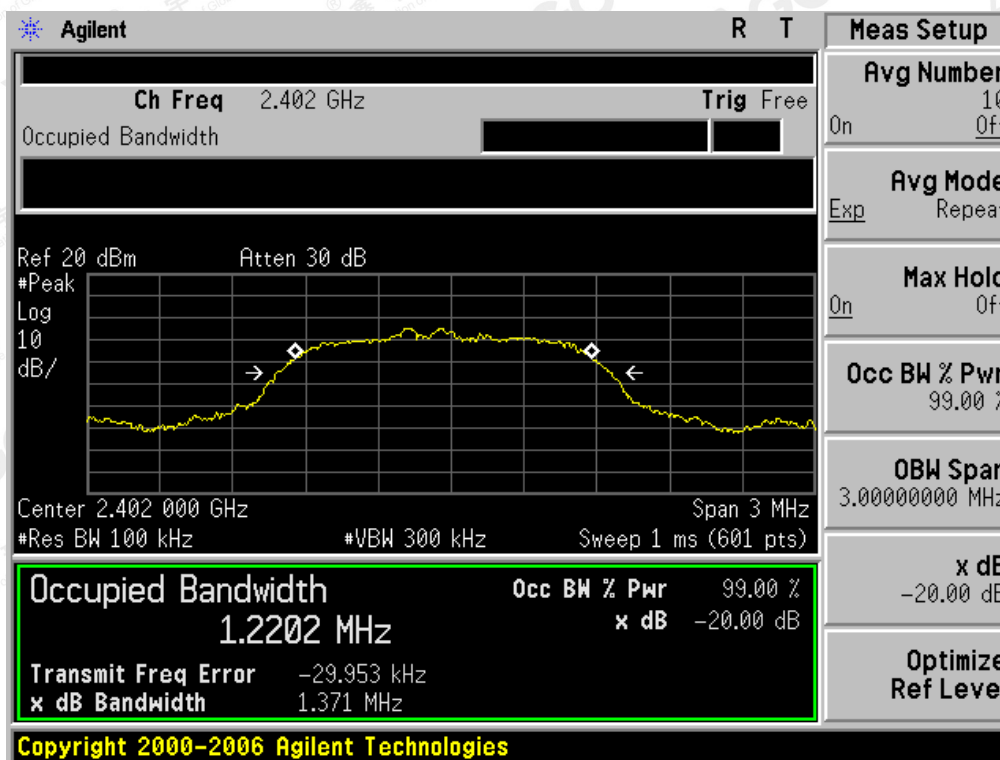 Agilent R T
Ch Freq 2.402 GHz Trig Free
Occupied Bandwidth
Ref 20 dBm Atten 30 dB
#Peak
Log
10
dB/
Center 2.402 000 GHz Span 3 MHz
#Res BW 100 kHz #VBW 300 kHz Sweep 1 ms (601 pts)
Occupied Bandwidth Occ BW % Pwr 99.00 %
1.2202 MHz x dB -20.00 dB
Transmit Freq Error -29.953 kHz
x dB Bandwidth 1.371 MHz
Copyright 2000-2006 Agilent Technologies
Meas Setup
Avg Number
10
On Off
Avg Mode
Exp Repeat
Max Hold
On Off
Occ BW % Pwr
99.00 %
OBW Span
3.00000000 MHz
x dB
-20.00 dB
Optimize
Ref Level